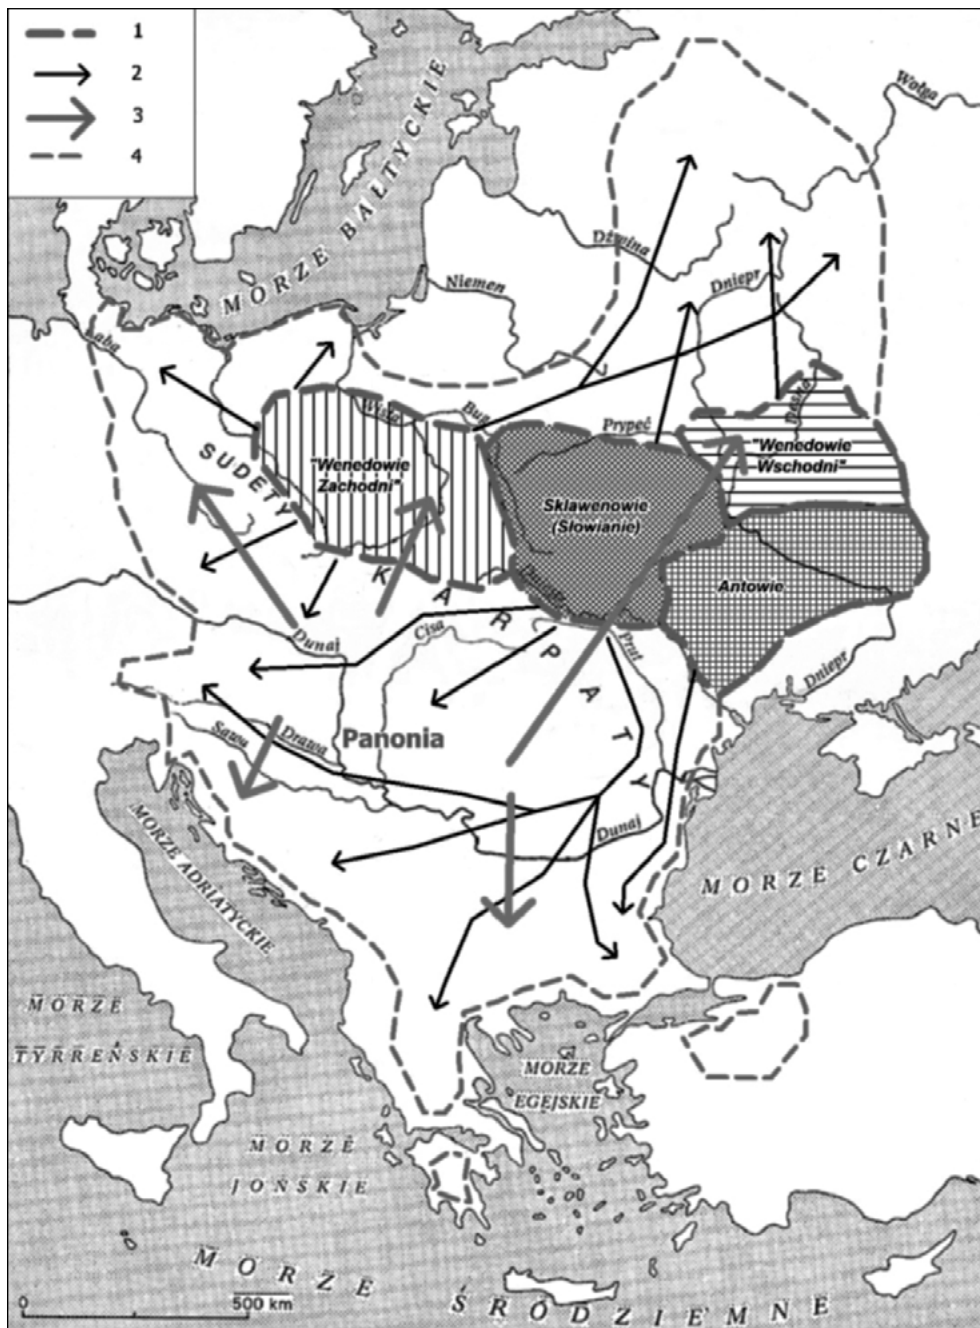 1
2
3
4
Wołga
MORZE BAŁTYCKIE
Dźwina
Niemen
Dniepr
Łaba
Wisła
Bug
Prypeć
Desna
SUDETY
"Wenedowie
Zachodni"
"Wenedowie
Wschodni"
Sklawenowie
(Słowianie)
Antowie
KARPATY
Dniestr
Dunaj
Cisa
Prut
Dniepr
Sawa
Drawa
Panonia
Dunaj
MORZE ADRIATYCKIE
MORZE CZARNE
MORZE
TYRREŃSKIE
MORZE
EGEJSKIE
MORZE
JOŃSKIE
MORZE ŚRÓDZIEMNE
0 500 km